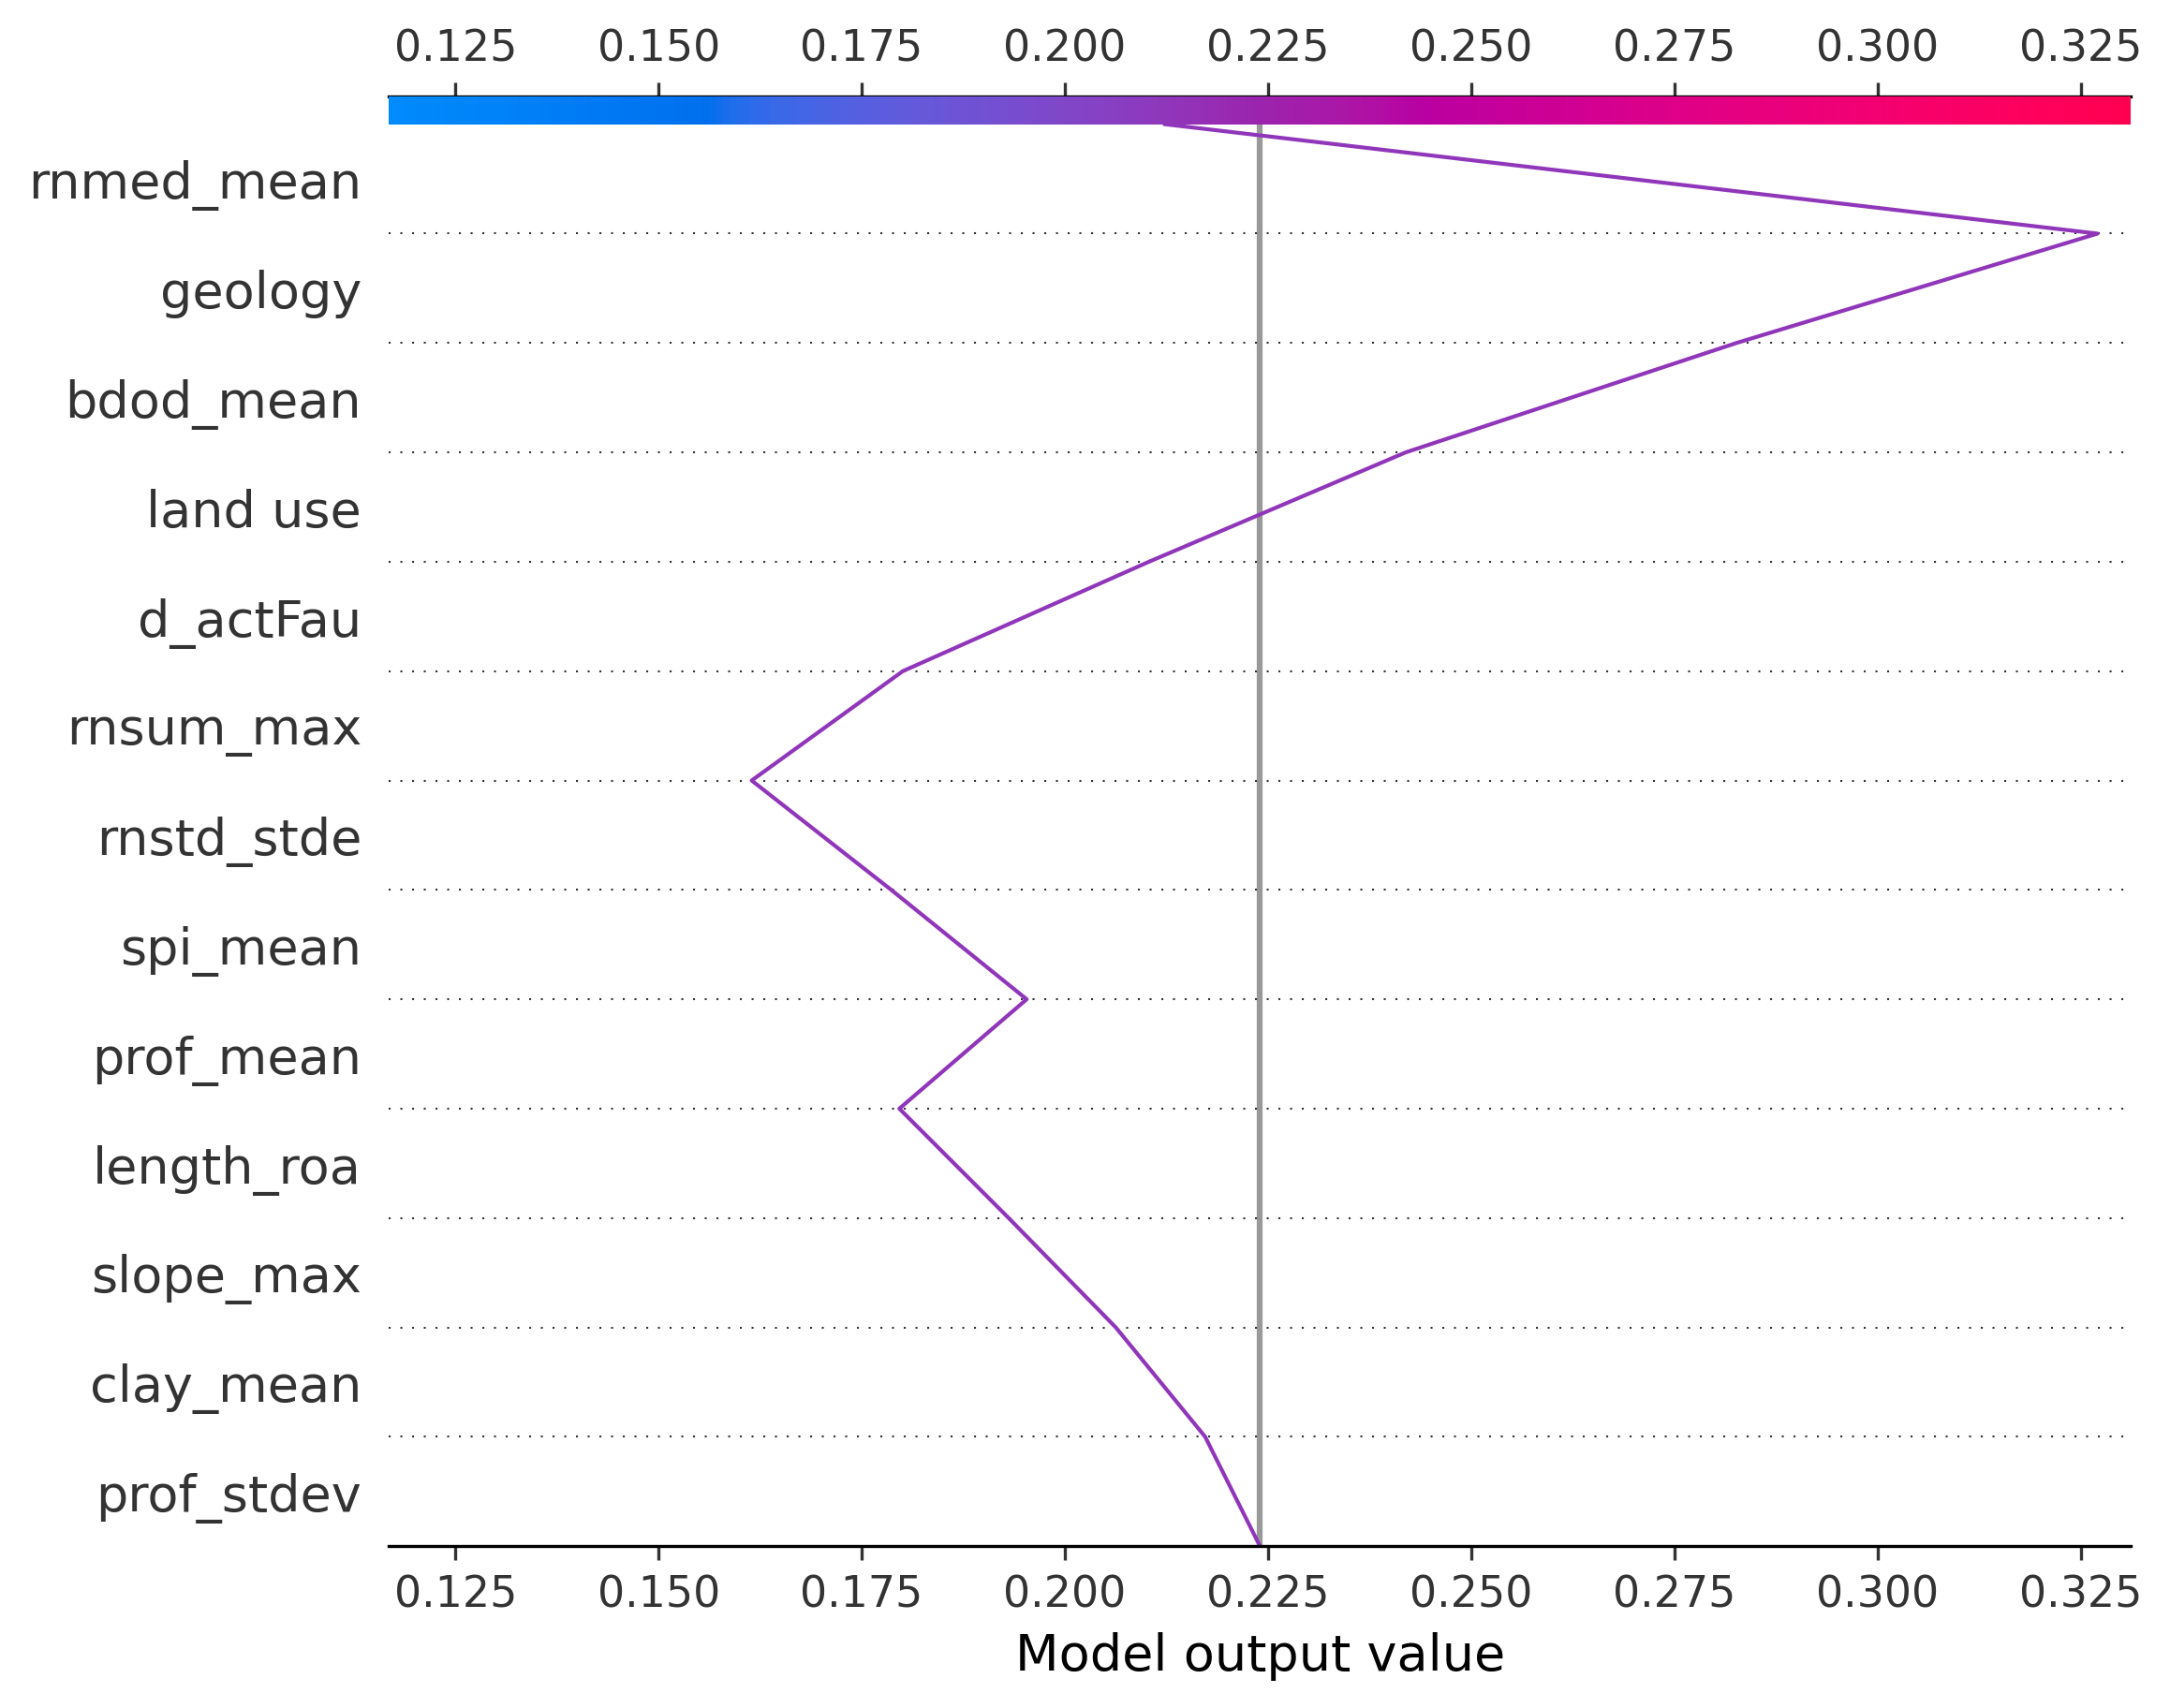 0.125 0.150 0.175 0.200 0.225 0.250 0.275 0.300 0.325
rnmed_mean
geology
bdod_mean
land use
d_actFau
rnsum_max
rnstd_stde
spi_mean
prof_mean
length_roa
slope_max
clay_mean
prof_stdev
0.125 0.150 0.175 0.200 0.225 0.250 0.275 0.300 0.325
Model output value